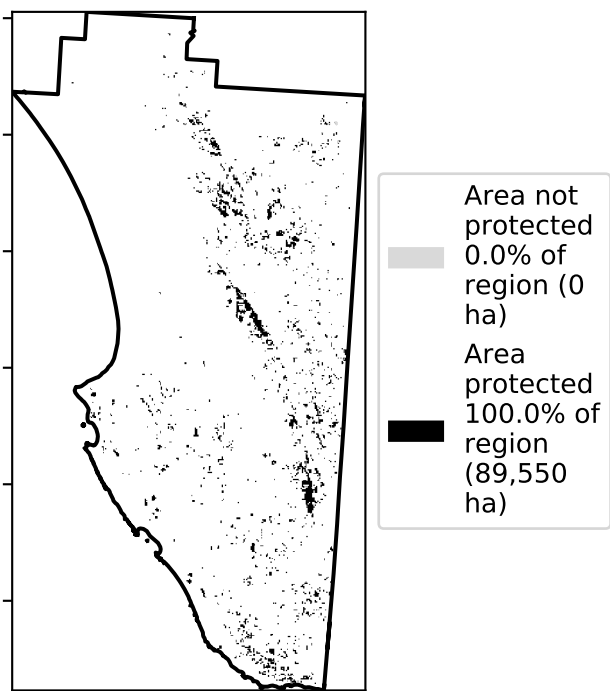 Area not
protected
0.0% of
region (0
ha)
Area
protected
100.0% of
region
(89,550
ha)